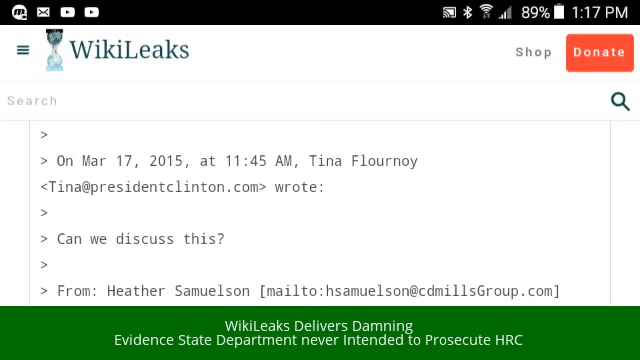 89% 1:17 PM
WikiLeaks
Shop Donate
Search
>
> On Mar 17, 2015, at 11:45 AM, Tina Flournoy
<Tina@presidentclinton.com> wrote:
>
> Can we discuss this?
>
> From: Heather Samuelson [mailto:hsamuelson@cdmillsGroup.com]
WikiLeaks Delivers Damning
Evidence State Department never Intended to Prosecute HRC